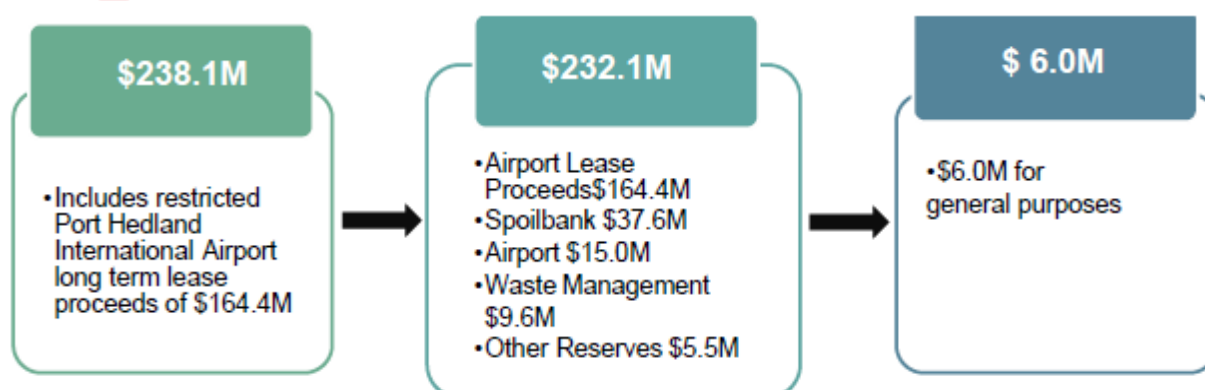 $238.1M
•Includes restricted
Port Hedland
International Airport
long term lease
proceeds of $164.4M
$232.1M
•Airport Lease
Proceeds$164.4M
•Spoilbank $37.6M
•Airport $15.0M
•Waste Management
$9.6M
•Other Reserves $5.5M
$ 6.0M
•$6.0M for
general purposes